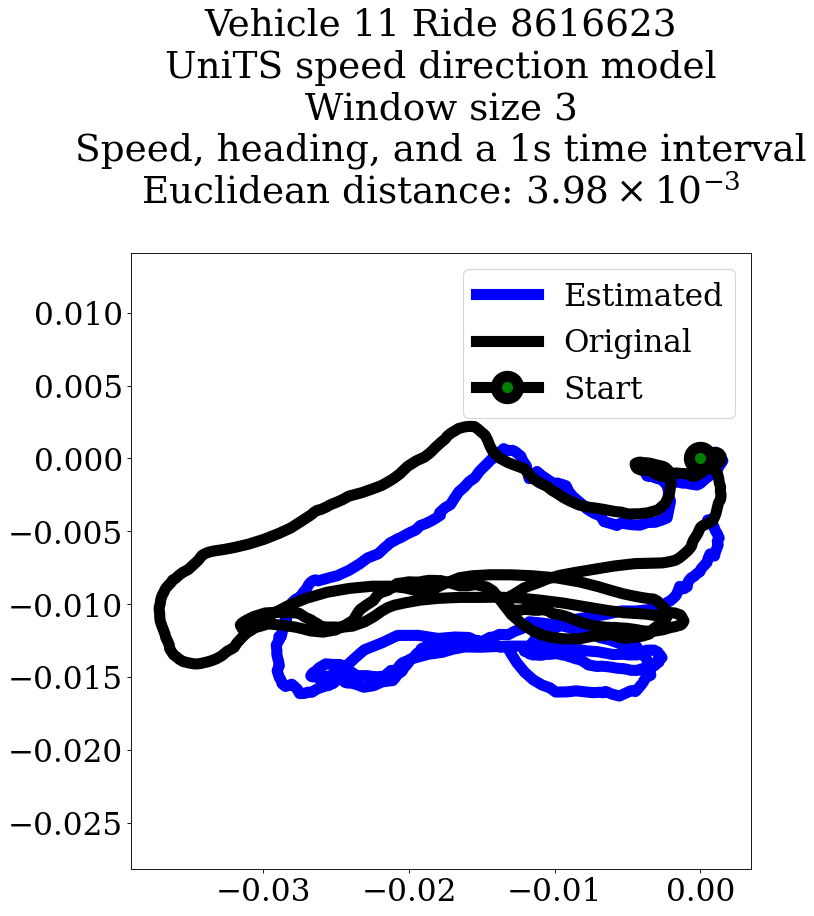 Vehicle 11 Ride 8616623
UniTS speed direction model
Window size 3
Speed, heading, and a 1s time interval
Euclidean distance: 3.98 × 10⁻³
Estimated
Original
Start
0.010
0.005
0.000
−0.005
−0.010
−0.015
−0.020
−0.025
−0.03 −0.02 −0.01 0.00